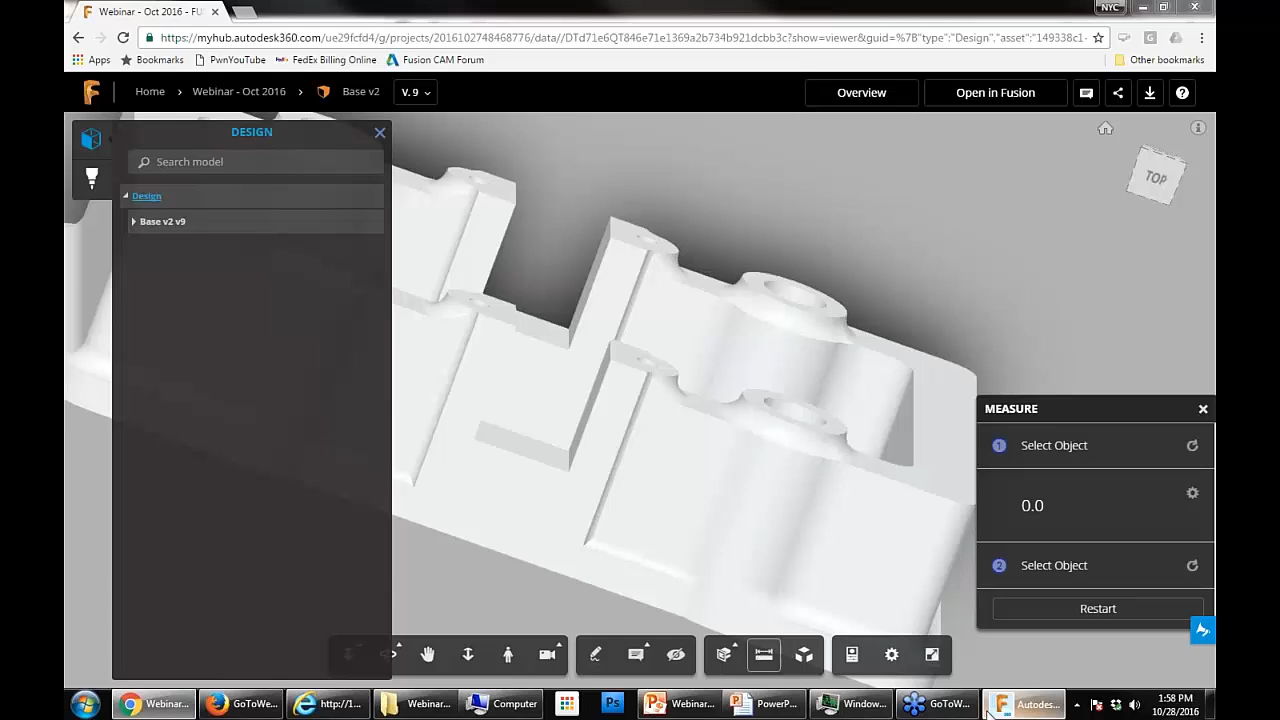 NYC
Webinar - Oct 2016 - FU
https://myhub.autodesk360.com/ue29fcfd4/g/projects/2016102748468776/data//DTd71e6QT846e71e1369a2b734b921dcbb3c?show=viewer&guid=%7B"type":"Design","asset":"149338c1-
Apps Bookmarks PwnYouTube FedEx Billing Online Fusion CAM Forum Other bookmarks
Home Webinar - Oct 2016 Base v2 V. 9 Overview Open in Fusion
DESIGN
Search model
Design
Base v2 v9
TOP
MEASURE
1 Select Object
0.0
2 Select Object
Restart
Webinar... GoToWe... http://1... Webinar Computer Ps Webinar... PowerP... Window... GoToW... Autodes...
1:58 PM
10/28/2016